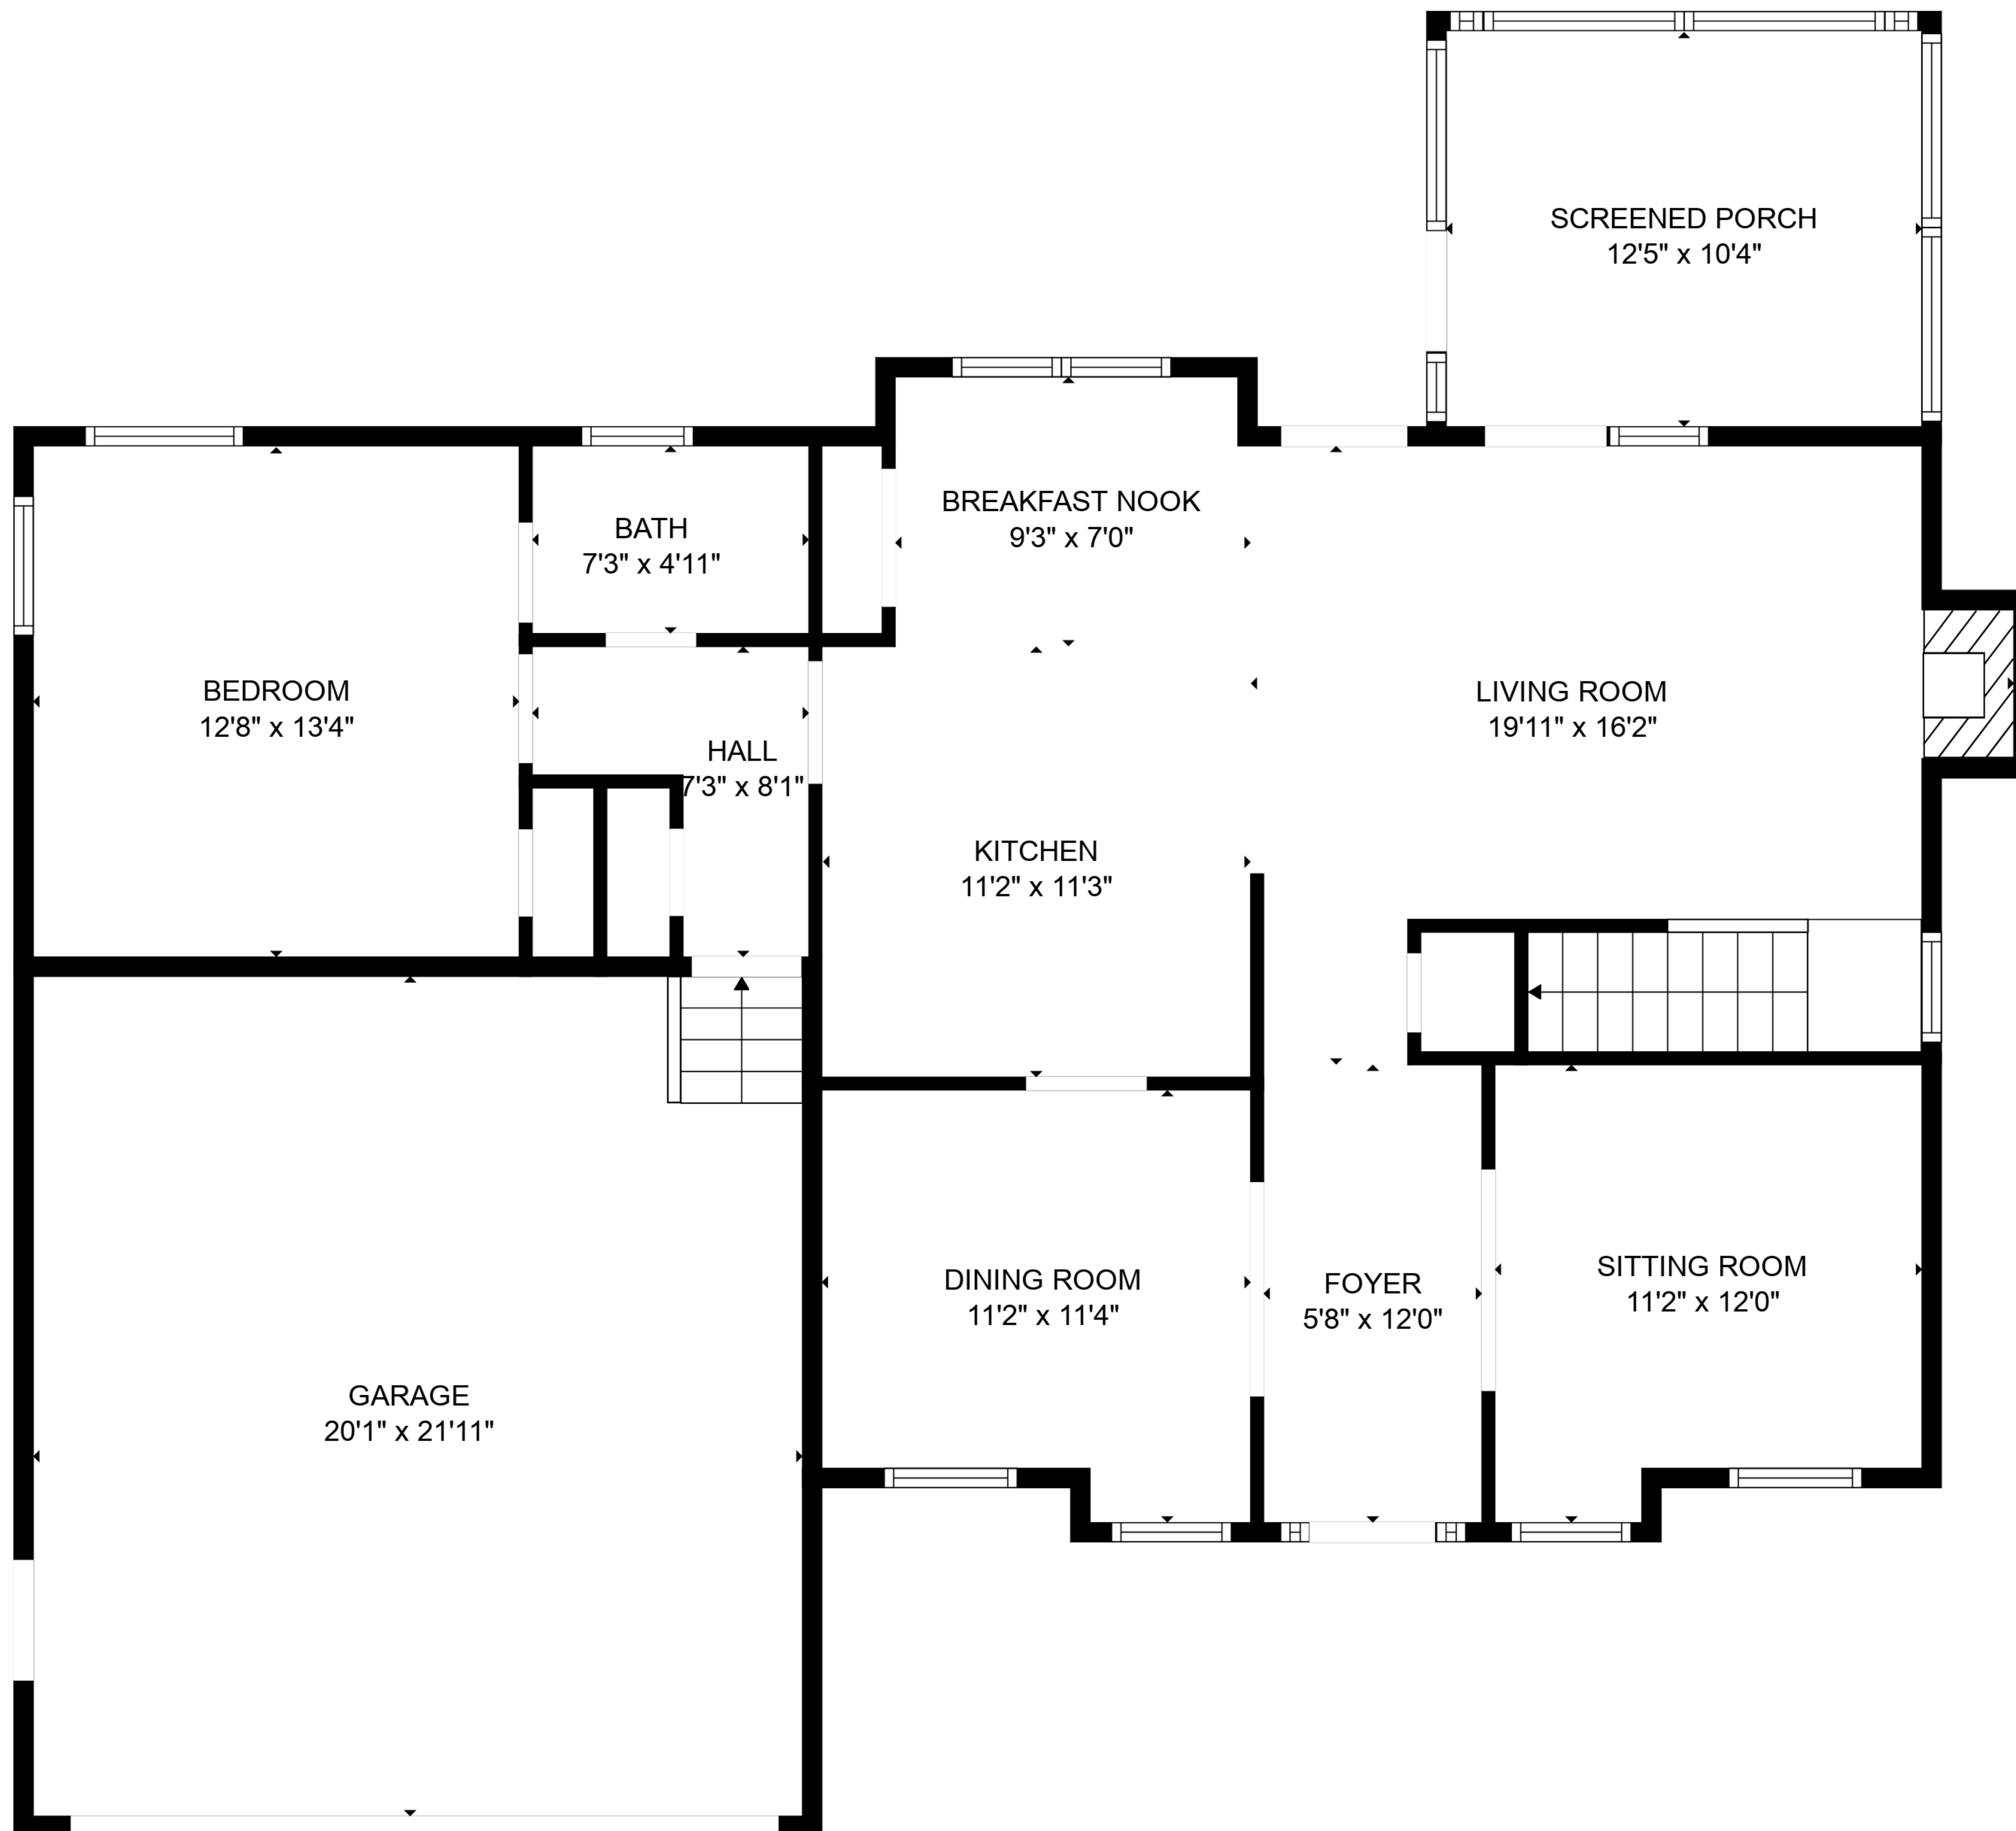 SCREENED PORCH
12'5" x 10'4"
BREAKFAST NOOK
9'3" x 7'0"
BATH
7'3" x 4'11"
BEDROOM
12'8" x 13'4"
LIVING ROOM
19'11" x 16'2"
HALL
7'3" x 8'1"
KITCHEN
11'2" x 11'3"
DINING ROOM
11'2" x 11'4"
FOYER
5'8" x 12'0"
SITTING ROOM
11'2" x 12'0"
GARAGE
20'1" x 21'11"